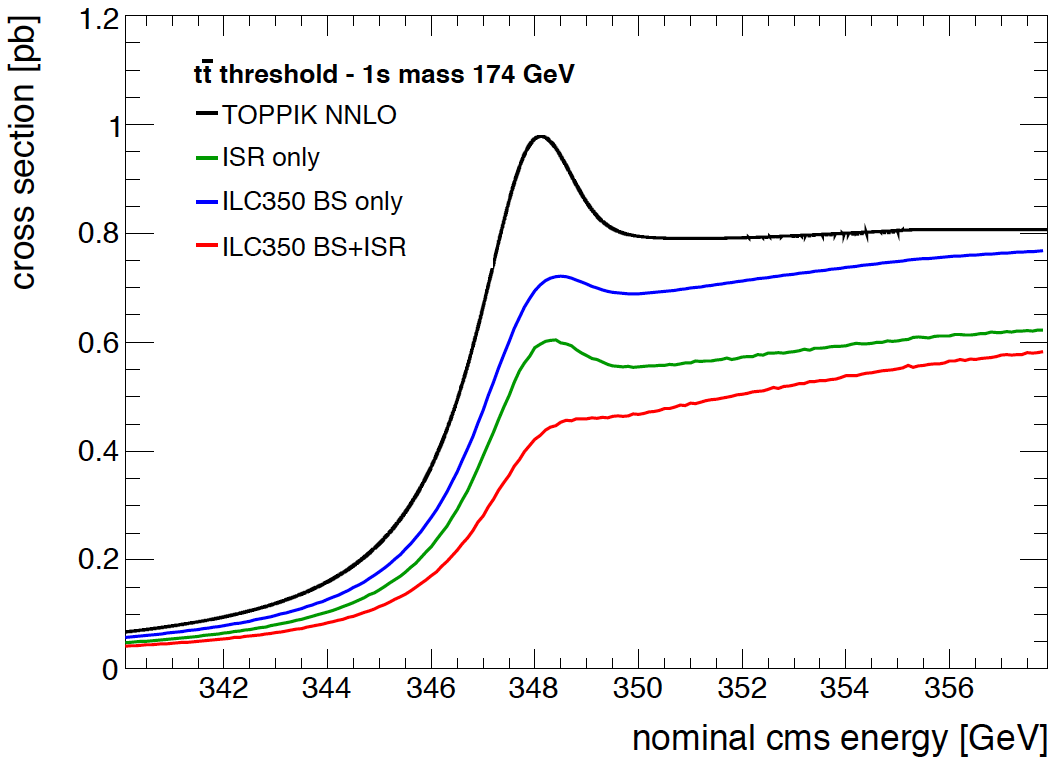 cross section [pb]
1.2
1
0.8
0.6
0.4
0.2
0
tt̄ threshold - 1s mass 174 GeV
TOPPIK NNLO
ISR only
ILC350 BS only
ILC350 BS+ISR
342 344 346 348 350 352 354 356
nominal cms energy [GeV]